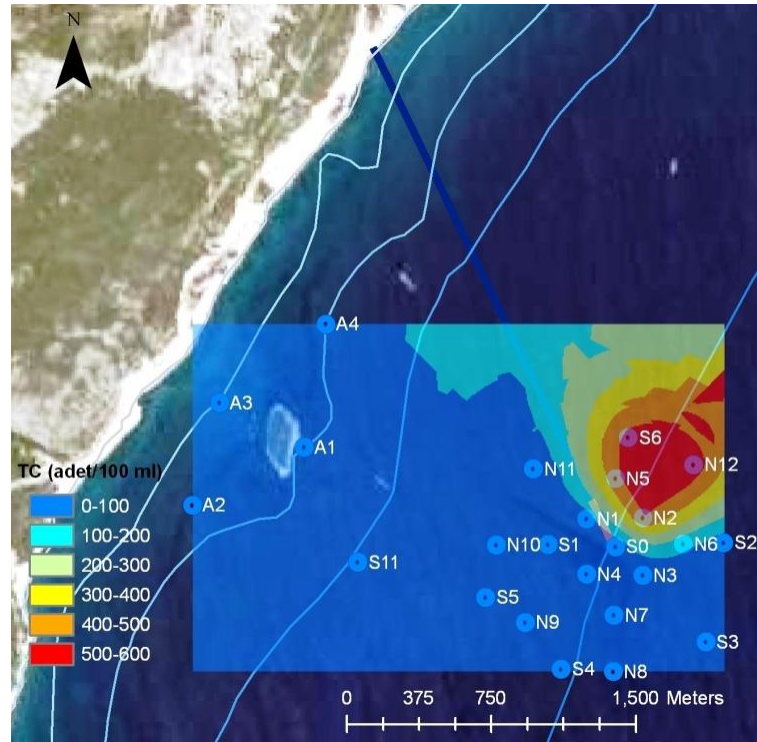 N
A4
A3
A1
S6
N12
N11
N5
TC (adet/100 ml)
0-100
100-200
200-300
300-400
400-500
500-600
A2
N1
N2
N10
S1
S0
N6
S2
S11
N4
N3
S5
N9
N7
S3
S4
N8
0 375 750 1,500 Meters